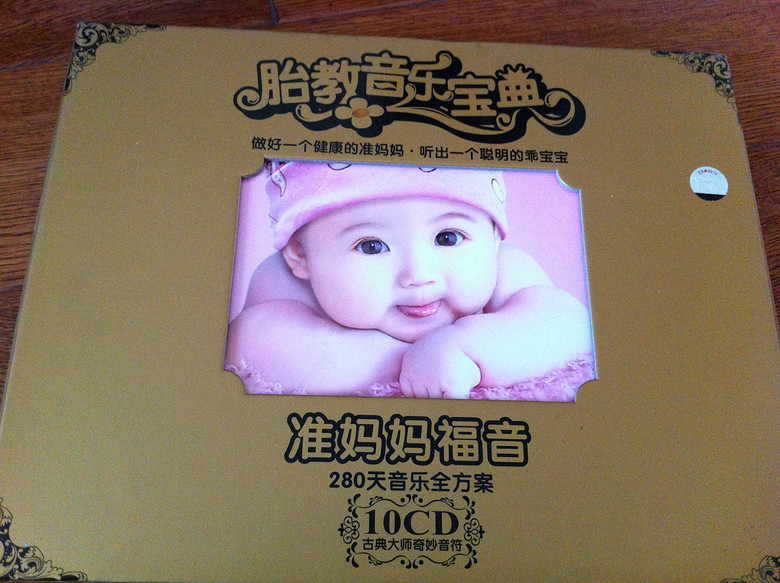 胎教音乐宝典
做好一个健康的准妈妈·听出一个聪明的乖宝宝
准妈妈福音
280天音乐全方案
10CD
古典大师奇妙音符